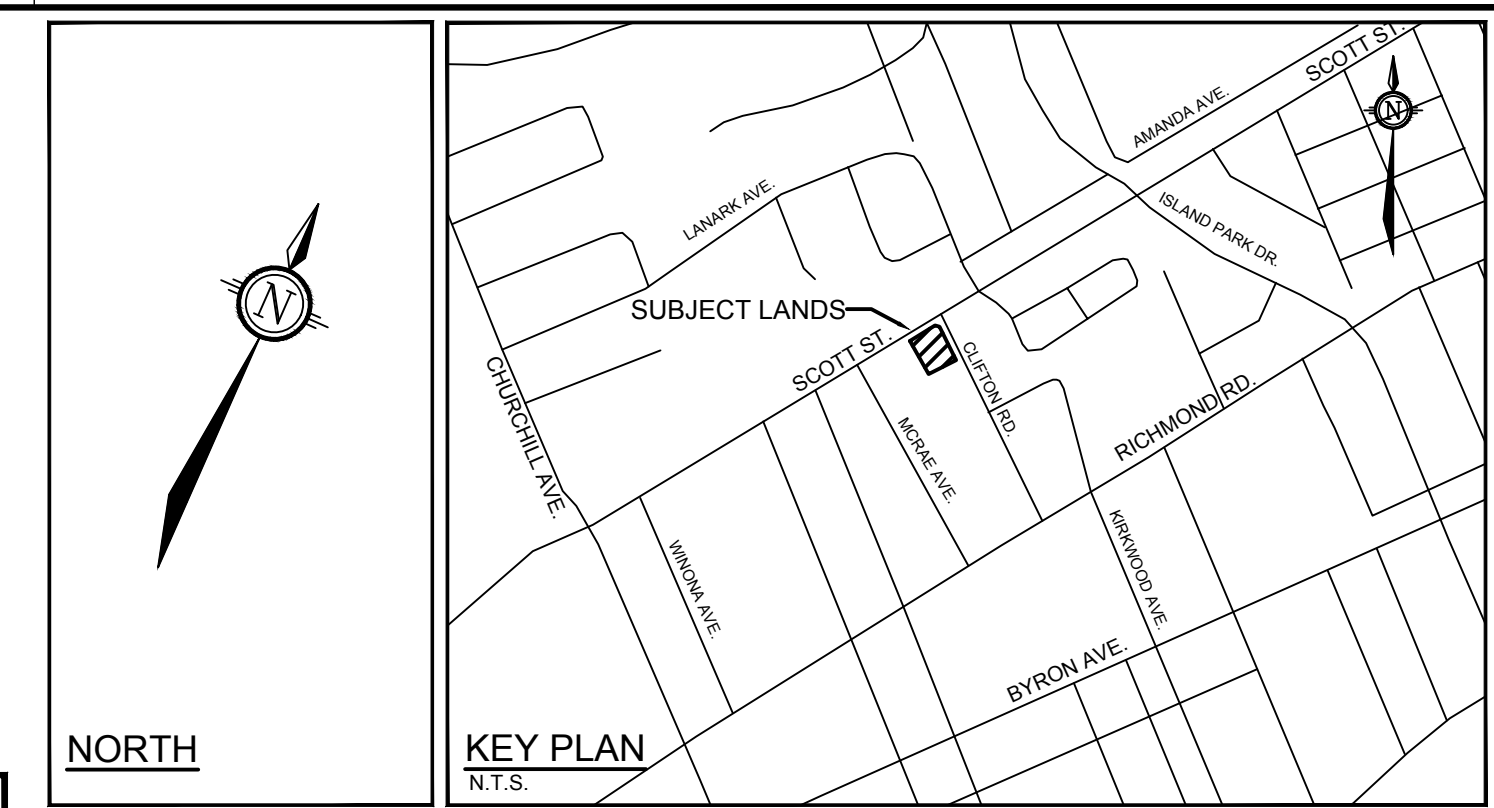 N
NORTH
SCOTT ST.
AMANDA AVE.
N
LANARK AVE.
ISLAND PARK DR.
SUBJECT LANDS
SCOTT ST.
CLIFTON RD.
CHURCHILL AVE.
RICHMOND RD.
MCRAE AVE.
KIRKWOOD AVE.
WINONA AVE.
BYRON AVE.
KEY PLAN
N.T.S.